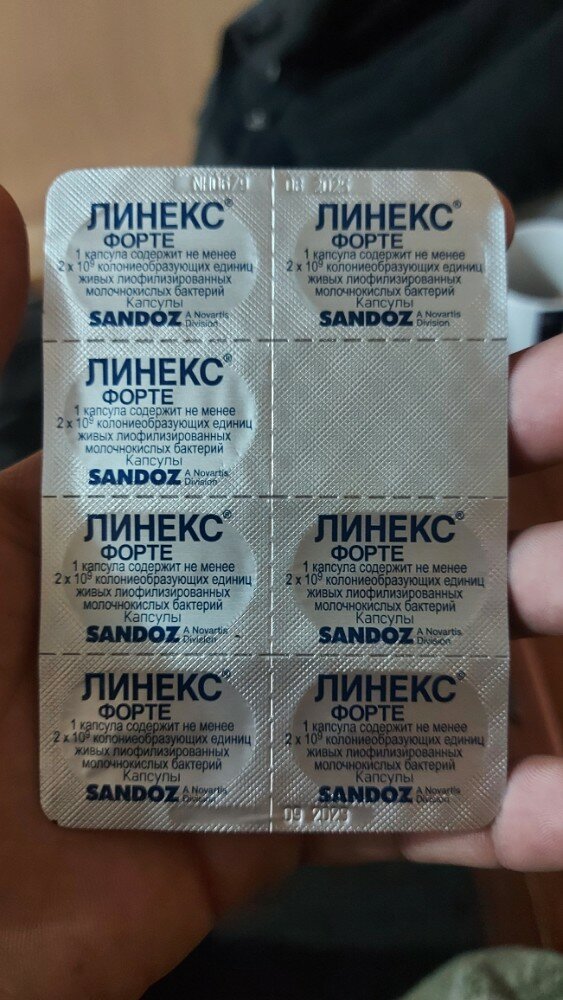 ЛИНЕКС®
ФОРТЕ
1 капсула содержит не менее
2 х 10⁹ колониеобразующих единиц
живых лиофилизированных
молочнокислых бактерий
Капсулы
SANDOZ A Novartis
Division
ЛИНЕКС®
ФОРТЕ
1 капсула содержит не менее
2 х 10⁹ колониеобразующих единиц
живых лиофилизированных
молочнокислых бактерий
Капсулы
SANDOZ A Novartis
Division
ЛИНЕКС®
ФОРТЕ
1 капсула содержит не менее
2 х 10⁹ колониеобразующих единиц
живых лиофилизированных
молочнокислых бактерий
Капсулы
SANDOZ A Novartis
Division
ЛИНЕКС®
ФОРТЕ
1 капсула содержит не менее
2 х 10⁹ колониеобразующих единиц
живых лиофилизированных
молочнокислых бактерий
Капсулы
SANDOZ A Novartis
Division
ЛИНЕКС®
ФОРТЕ
1 капсула содержит не менее
2 х 10⁹ колониеобразующих единиц
живых лиофилизированных
молочнокислых бактерий
Капсулы
SANDOZ A Novartis
Division
ЛИНЕКС®
ФОРТЕ
1 капсула содержит не менее
2 х 10⁹ колониеобразующих единиц
живых лиофилизированных
молочнокислых бактерий
Капсулы
SANDOZ A Novartis
Division
ЛИНЕКС®
ФОРТЕ
1 капсула содержит не менее
2 х 10⁹ колониеобразующих единиц
живых лиофилизированных
молочнокислых бактерий
Капсулы
SANDOZ A Novartis
Division
09 2023